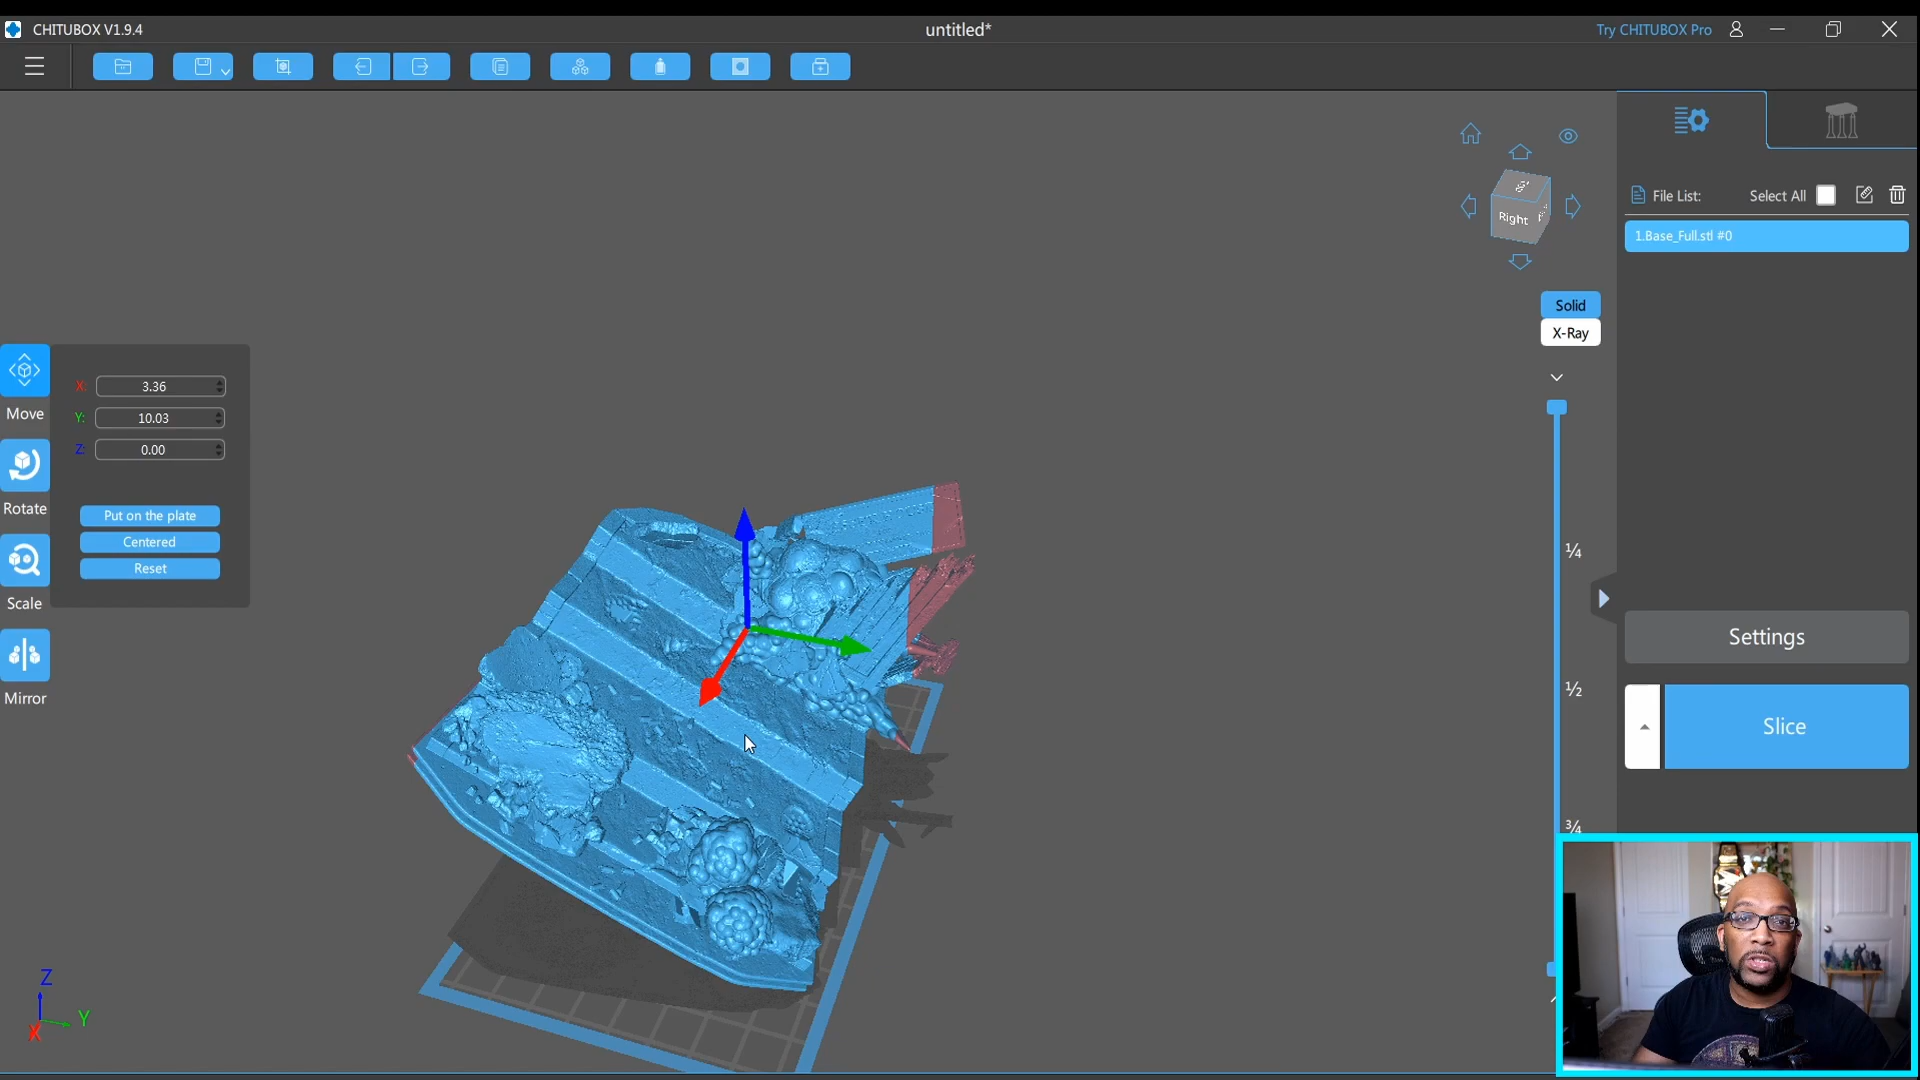 CHITUBOX V1.9.4
untitled*
Try CHITUBOX Pro
File List:
Select All
1.Base_Full.stl #0
Right
Solid
X-Ray
X: 3.36
Y: 10.03
Z: 0.00
Move
Put on the plate
Centered
Reset
Rotate
Scale
Mirror
¼
½
¾
Settings
Slice
Z
Y
X